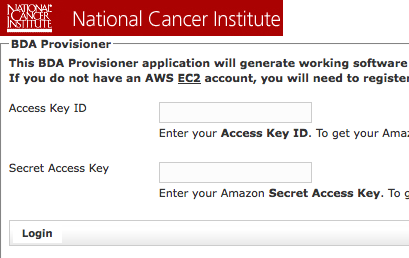 NATIONAL
CANCER
INSTITUTE
National Cancer Institute
BDA Provisioner
This BDA Provisioner application will generate working software
If you do not have an AWS EC2 account, you will need to register
Access Key ID
Enter your Access Key ID. To get your Amaz
Secret Access Key
Enter your Amazon Secret Access Key. To g
Login